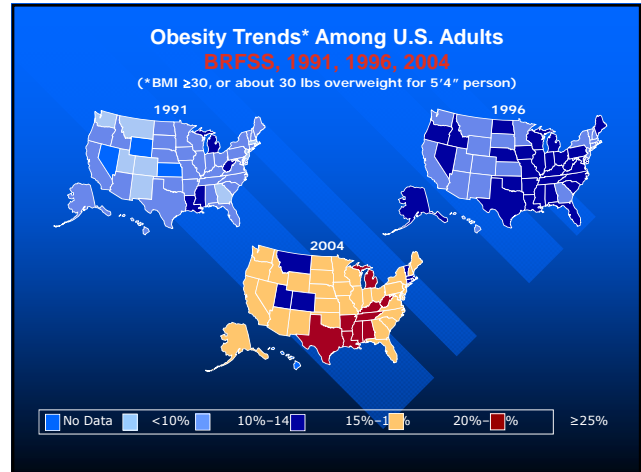 Obesity Trends* Among U.S. Adults
BRFSS, 1991, 1996, 2004
(*BMI ≥30, or about 30 lbs overweight for 5'4" person)
1991
1996
2004
No Data <10% 10%–14 15%–1 % 20%– % ≥25%